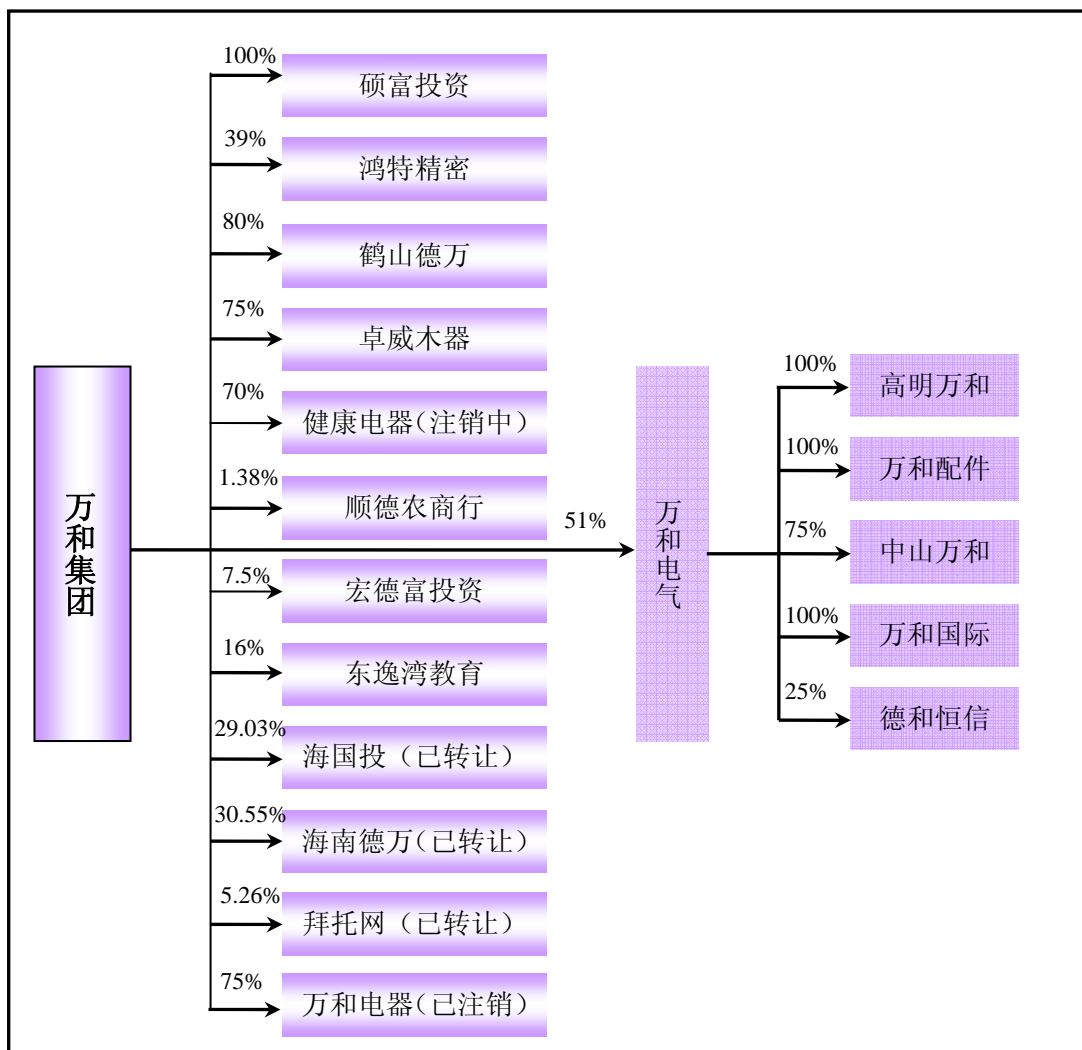 100%
硕富投资
39%
鸿特精密
80%
鹤山德万
75%
卓威木器
70%
健康电器(注销中)
1.38%
顺德农商行
万和集团
51%
万和电气
7.5%
宏德富投资
16%
东逸湾教育
29.03%
海国投（已转让）
30.55%
海南德万(已转让)
5.26%
拜托网（已转让）
75%
万和电器(已注销)
100%
高明万和
100%
万和配件
75%
中山万和
100%
万和国际
25%
德和恒信